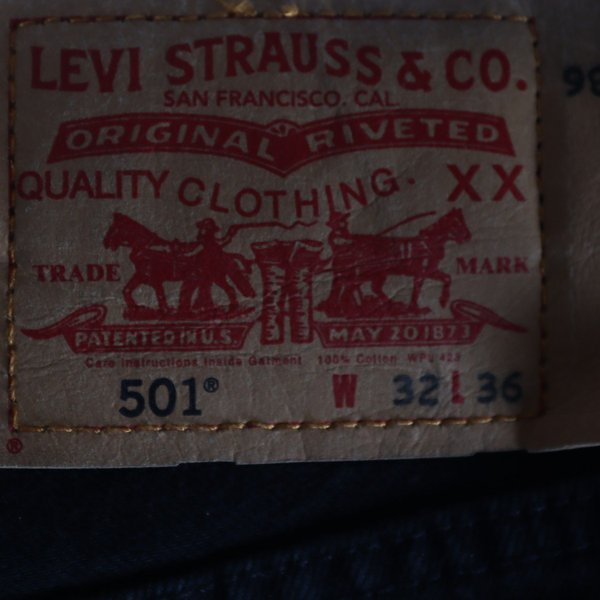 LEVI STRAUSS & CO.
SAN FRANCISCO. CAL.
ORIGINAL RIVETED
QUALITY CLOTHING. XX
TRADE MARK
PATENTED IN U.S. MAY 20 1873
Care instructions Inside Garment 100% Cotton
501® W 32 L 36
®